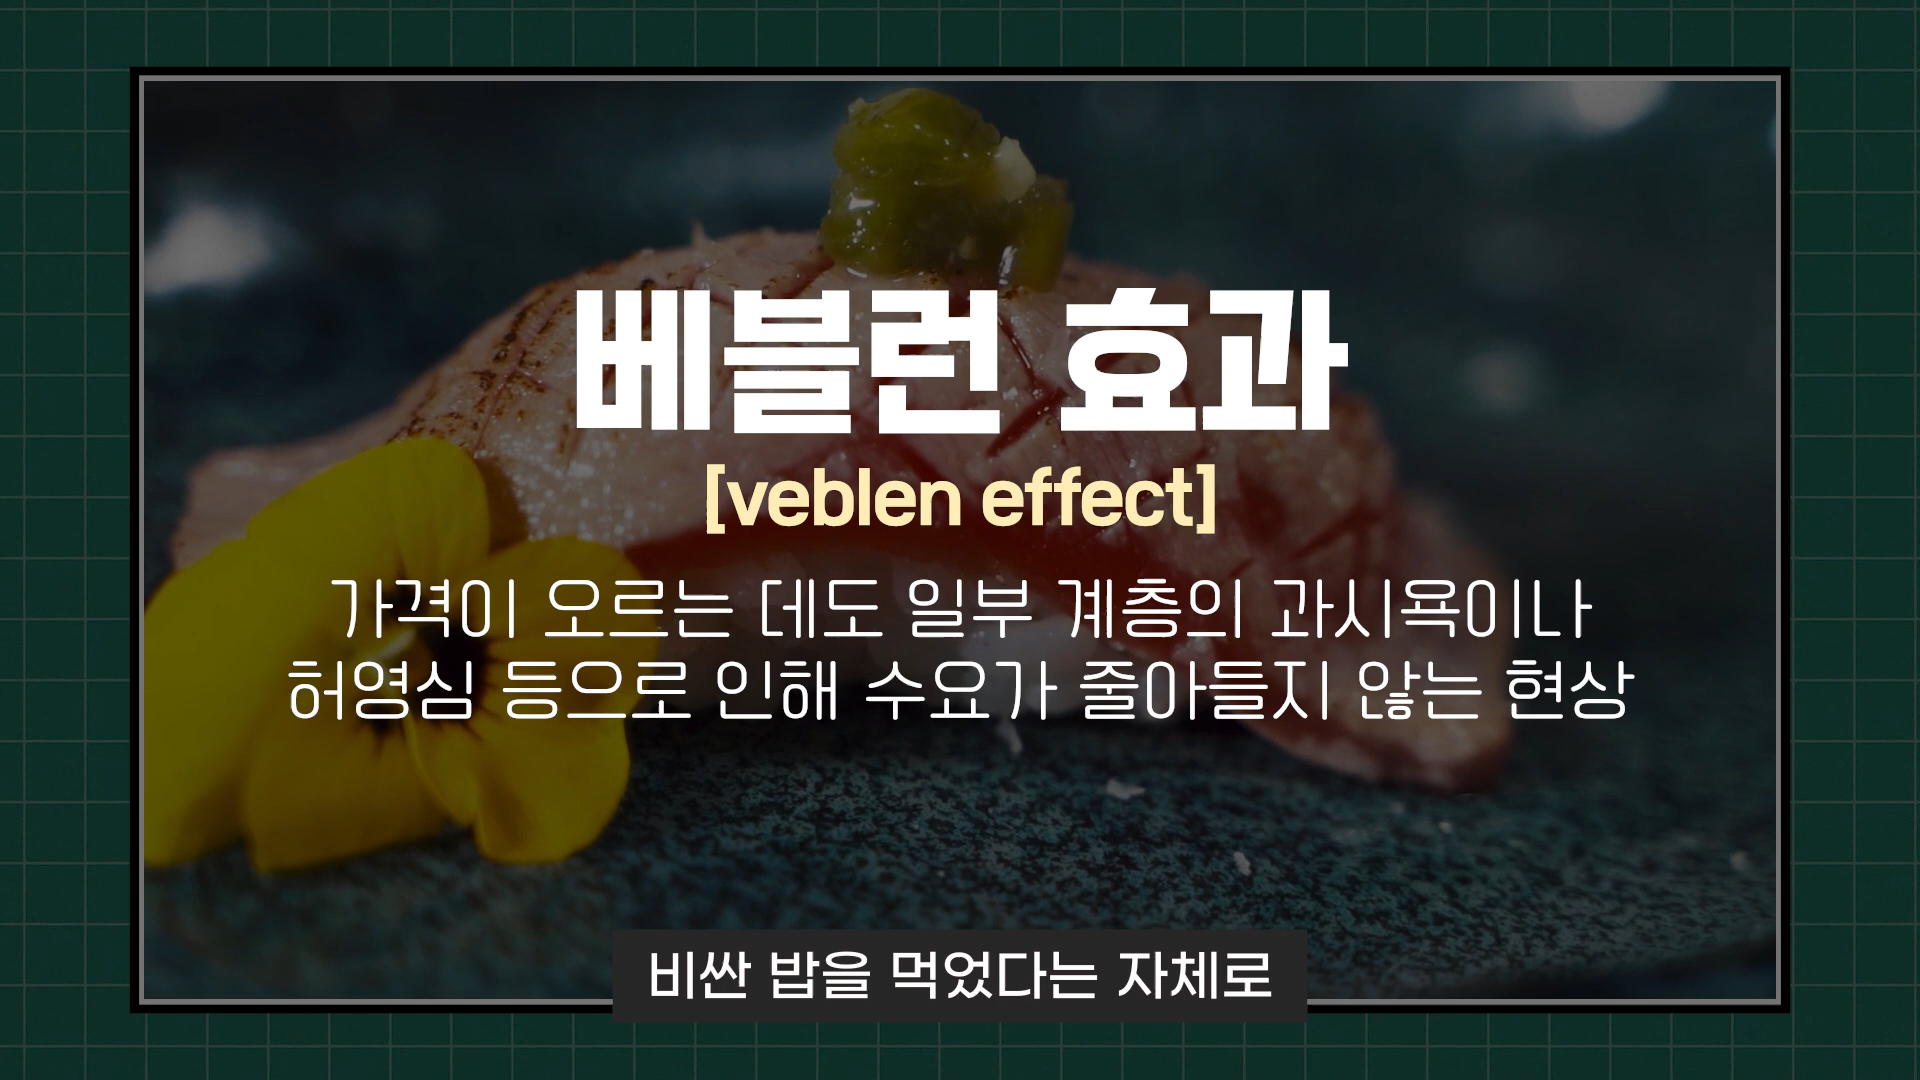 베블런 효과
[veblen effect]
가격이 오르는 데도 일부 계층의 과시욕이나
허영심 등으로 인해 수요가 줄아들지 않는 현상
비싼 밥을 먹었다는 자체로